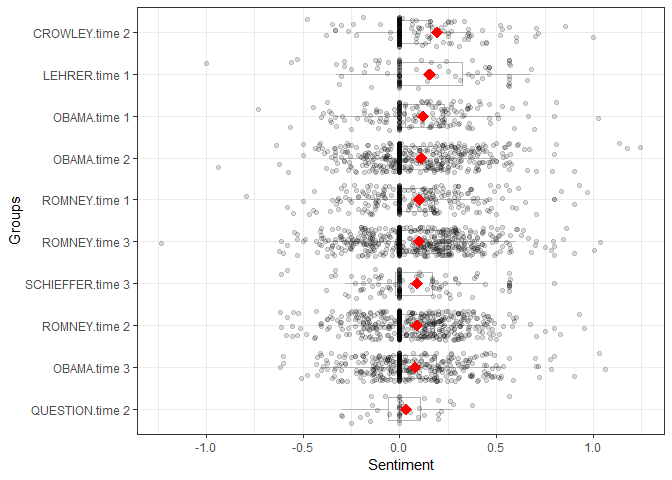 Groups
CROWLEY.time 2
LEHRER.time 1
OBAMA.time 1
OBAMA.time 2
ROMNEY.time 1
ROMNEY.time 3
SCHIEFFER.time 3
ROMNEY.time 2
OBAMA.time 3
QUESTION.time 2
-1.0 -0.5 0.0 0.5 1.0
Sentiment